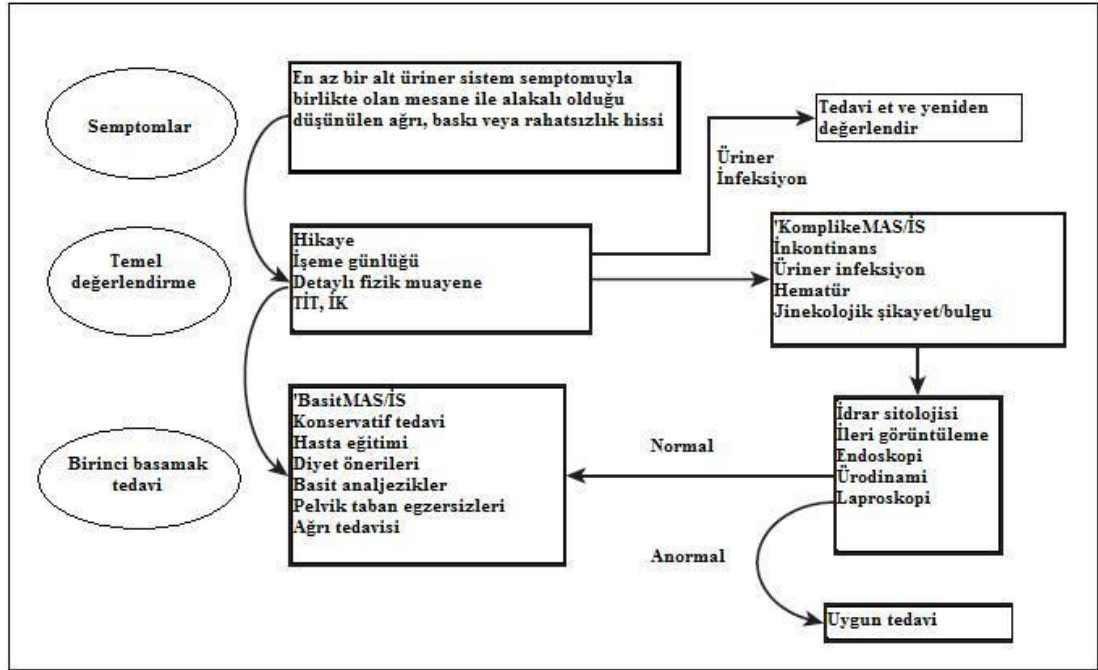 Semptomlar
En az bir alt üriner sistem semptomuyla
birlikte olan mesane ile alakalı olduğu
düşünülen ağrı, baskı veya rahatsızlık hissi
Tedavi et ve yeniden
değerlendir
Üriner
İnfeksiyon
Temel
değerlendirme
Hikaye
İşeme günlüğü
Detaylı fizik muayene
TİT, İK
'KomplikeMAS/İS
İnkontinans
Üriner infeksiyon
Hematür
Jinekolojik şikayet/bulgu
Birinci basamak
tedavi
'BasitMAS/İS
Konservatif tedavi
Hasta eğitimi
Diyet önerileri
Basit analjezikler
Pelvik taban egzersizleri
Ağrı tedavisi
Normal
İdrar sitolojisi
İleri görüntüleme
Endoskopi
Ürodinami
Laproskopi
Anormal
Uygun tedavi